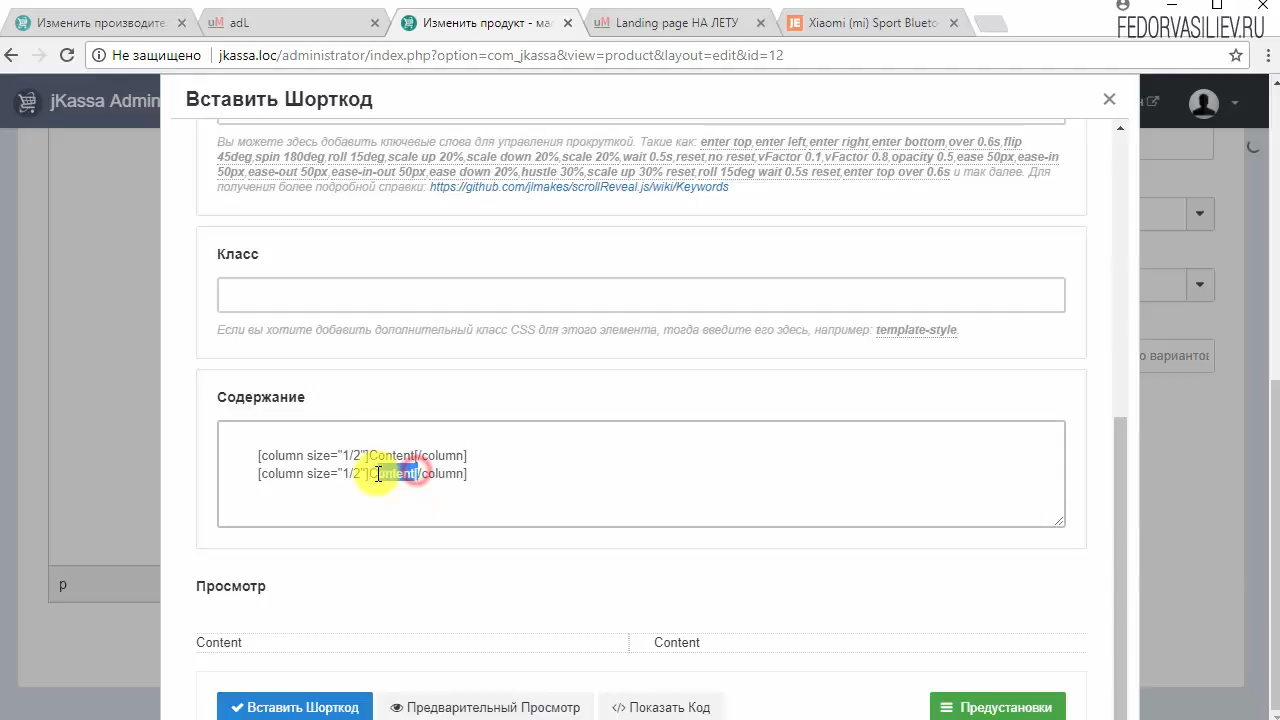 Изменить производите
adL
Изменить продукт - ма
Landing page НА ЛЕТУ
Xiaomi (mi) Sport Blueto
FEDORVASILIEV.RU
Не защищено
jkassa.loc/administrator/index.php?option=com_jkassa&view=product&layout=edit&id=12
jKassa Admin
Вставить Шорткод
Вы можете здесь добавить ключевые слова для управления прокруткой. Такие как: enter top,enter left,enter right,enter bottom,over 0.6s,flip
45deg,spin 180deg,roll 15deg,scale up 20%,scale down 20%,scale 20%,wait 0.5s,reset,no reset,vFactor 0.1,vFactor 0.8,opacity 0.5,ease 50px,ease-in
50px,ease-out 50px,ease-in-out 50px,ease down 20%,hustle 30%,scale up 30% reset,roll 15deg wait 0.5s reset,enter top over 0.6s и так далее. Для
получения более подробной справки: https://github.com/jlmakes/scrollReveal.js/wiki/Keywords
Класс
Если вы хотите добавить дополнительный класс CSS для этого элемента, тогда введите его здесь, например: template-style.
о вариантов
Содержание
[column size="1/2"]Content[/column]
[column size="1/2"]Content[/column]
p
Просмотр
Content
Content
Вставить Шорткод
Предварительный Просмотр
</> Показать Код
Предустановки